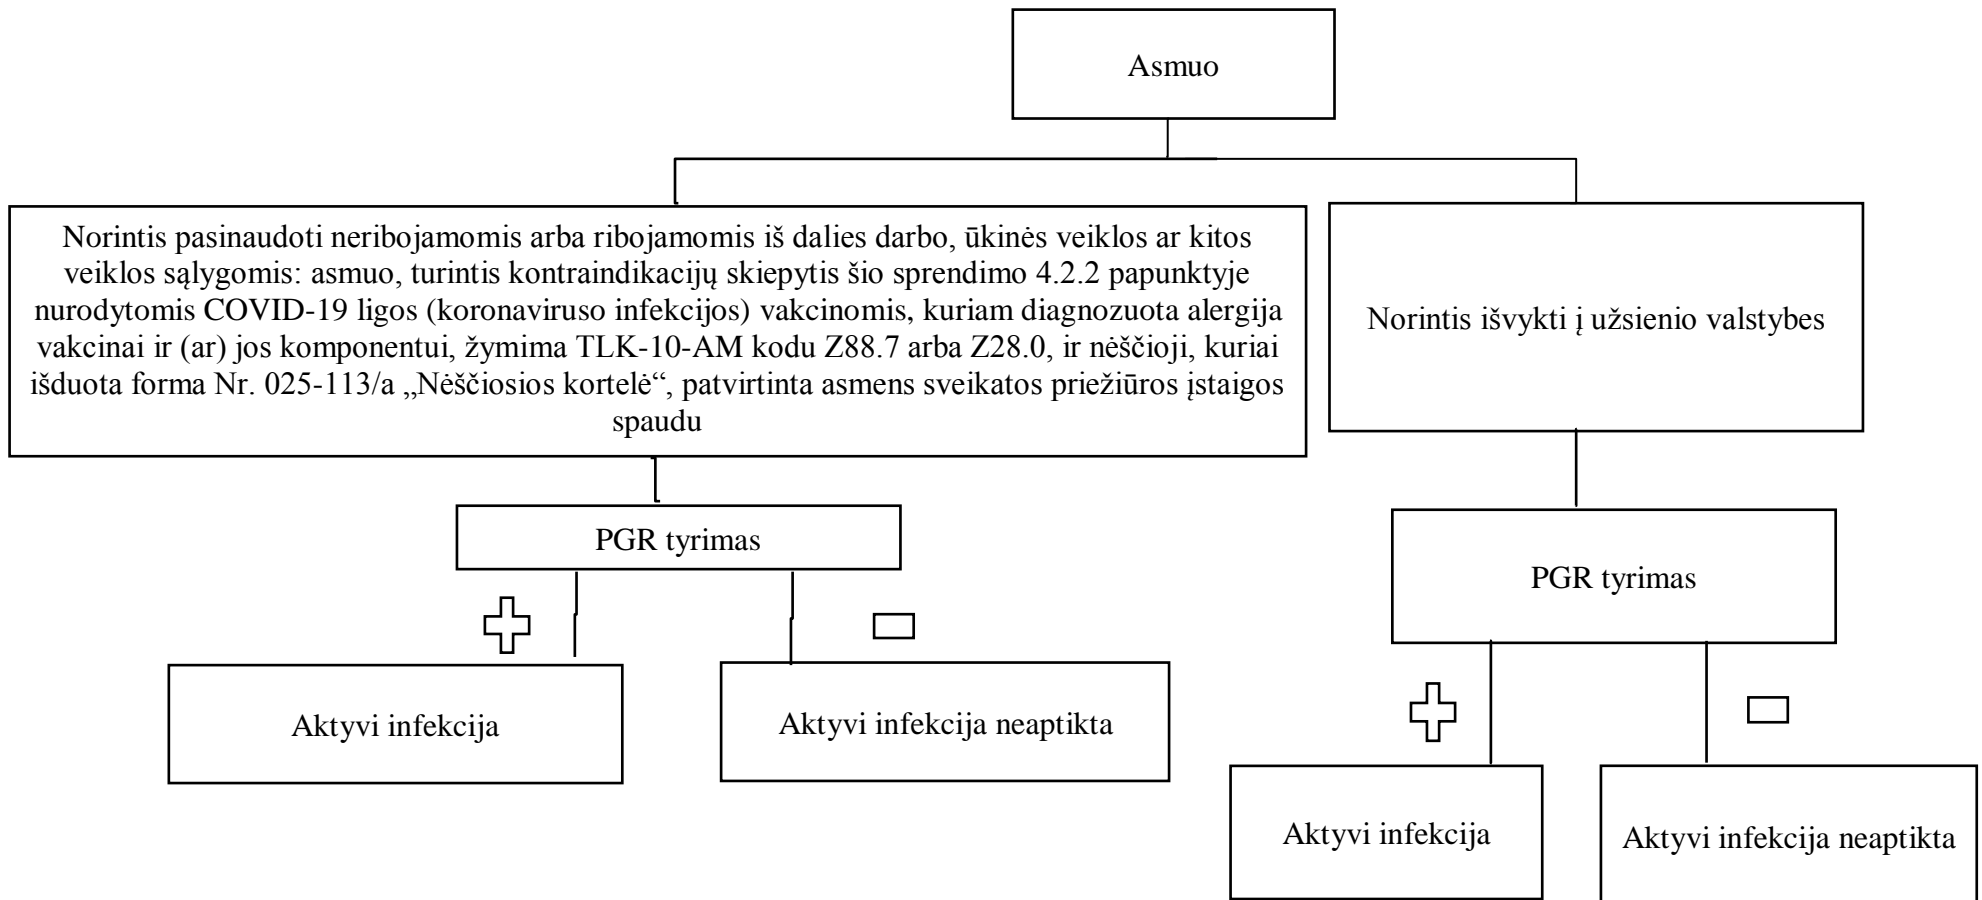 Asmuo
Norintis pasinaudoti neribojamomis arba ribojamomis iš dalies darbo, ūkinės veiklos ar kitos
veiklos sąlygomis: asmuo, turintis kontraindikacijų skiepytis šio sprendimo 4.2.2 papunktyje
nurodytomis COVID-19 ligos (koronaviruso infekcijos) vakcinomis, kuriam diagnozuota alergija
vakcinai ir (ar) jos komponentui, žymima TLK-10-AM kodu Z88.7 arba Z28.0, ir nėščioji, kuriai
išduota forma Nr. 025-113/a „Nėščiosios kortelė“, patvirtinta asmens sveikatos priežiūros įstaigos
spaudu
Norintis išvykti į užsienio valstybes
PGR tyrimas
PGR tyrimas
Aktyvi infekcija
Aktyvi infekcija neaptikta
Aktyvi infekcija
Aktyvi infekcija neaptikta